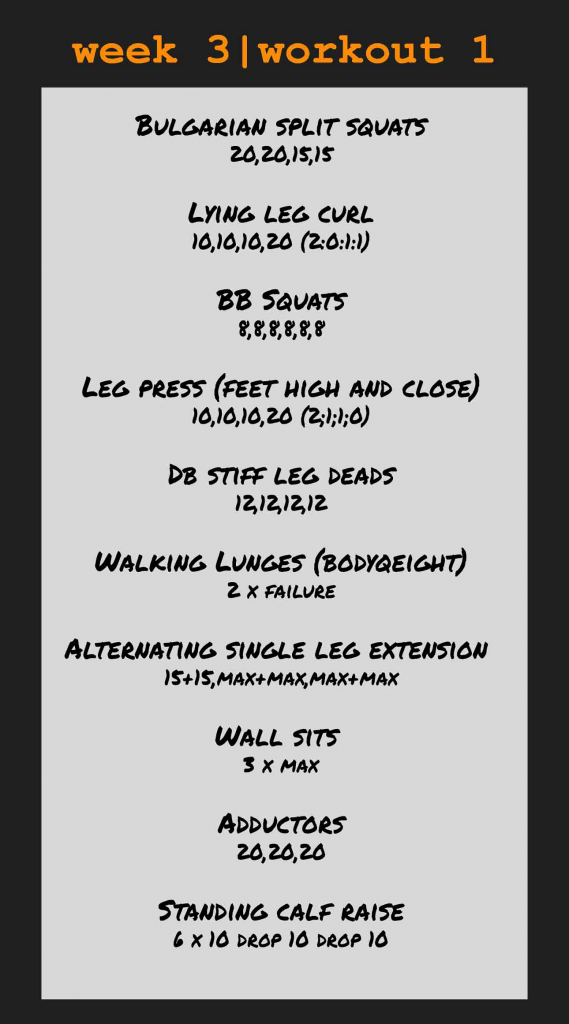 week 3|workout 1
Bulgarian split squats
20,20,15,15
Lying leg curl
10,10,10,20 (2:0:1:1)
BB Squats
8,8,8,8,8,8
Leg press (feet high and close)
10,10,10,20 (2;1;1;0)
Db stiff leg deads
12,12,12,12
Walking Lunges (bodyqeight)
2 x failure
Alternating single leg extension
15+15,max+max,max+max
Wall sits
3 x max
Adductors
20,20,20
Standing calf raise
6 x 10 drop 10 drop 10